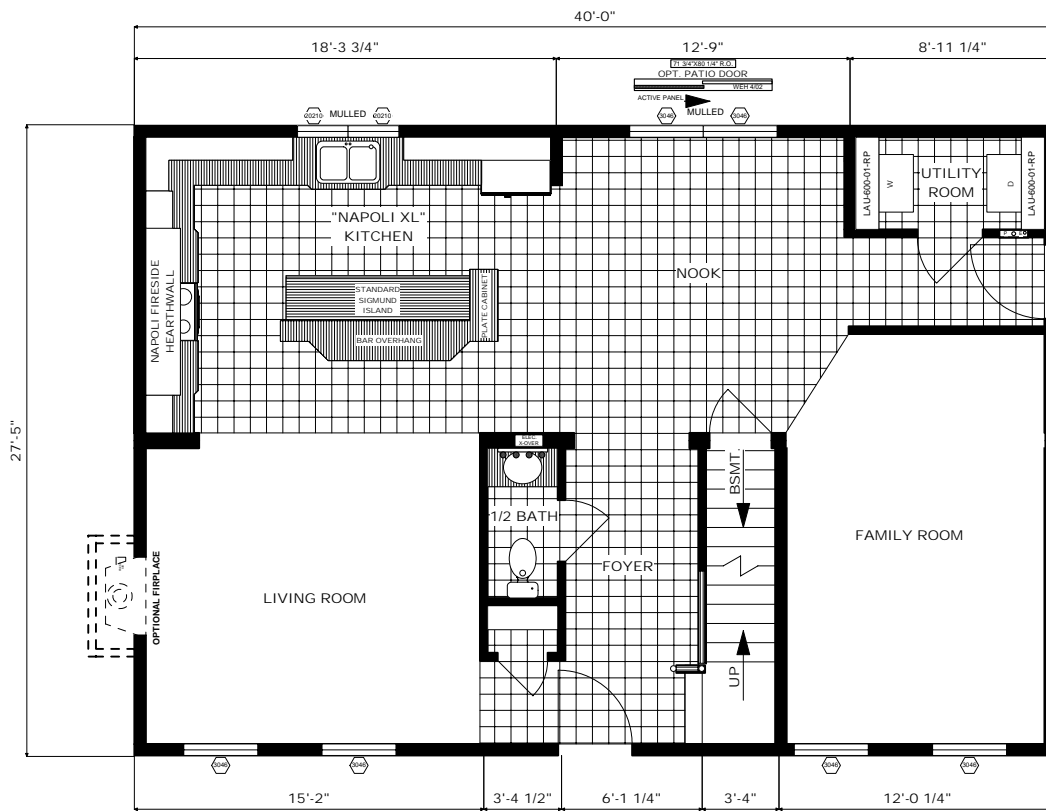 40'-0"
18'-3 3/4"
12'-9"
8'-11 1/4"
71 3/4"X80 1/4" R.O.
OPT. PATIO DOOR
WEH 4/02
ACTIVE PANEL
20210
MULLED
20210
3046
MULLED
3046
"NAPOLI XL"
KITCHEN
LAU-600-01-RP
W
UTILITY
ROOM
D
LAU-600-01-RP
NOOK
NAPOLI FIRESIDE
HEARTHWALL
STANDARD
SIGMUND
ISLAND
PLATE CABINET
BAR OVERHANG
27'-5"
ELEC
X-OVER
BSMT.
1/2 BATH
FOYER
FAMILY ROOM
LIVING ROOM
OPTIONAL FIRPLACE
UP
3046
3046
3046
3046
15'-2"
3'-4 1/2"
6'-1 1/4"
3'-4"
12'-0 1/4"